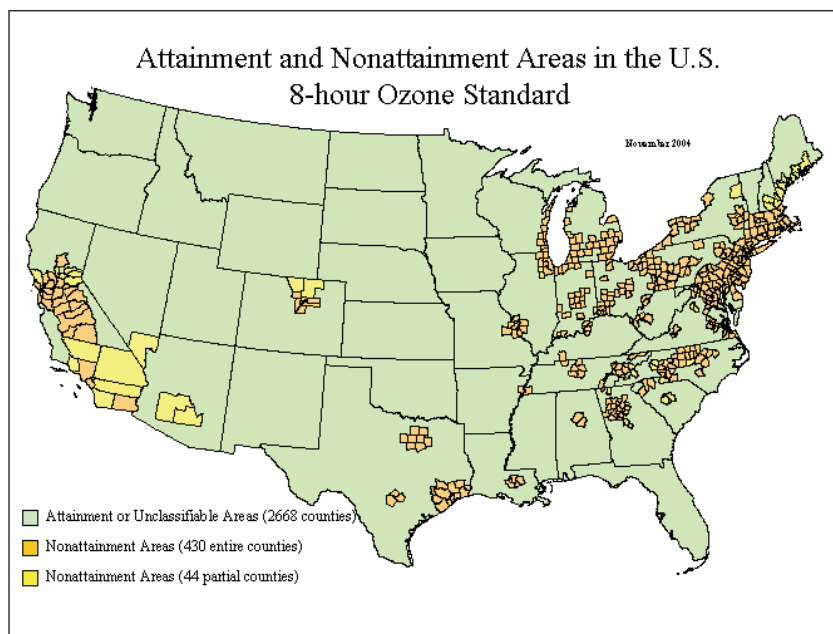 Attainment and Nonattainment Areas in the U.S.
8-hour Ozone Standard
November 2004
Attainment or Unclassifiable Areas (2668 counties)
Nonattainment Areas (430 entire counties)
Nonattainment Areas (44 partial counties)